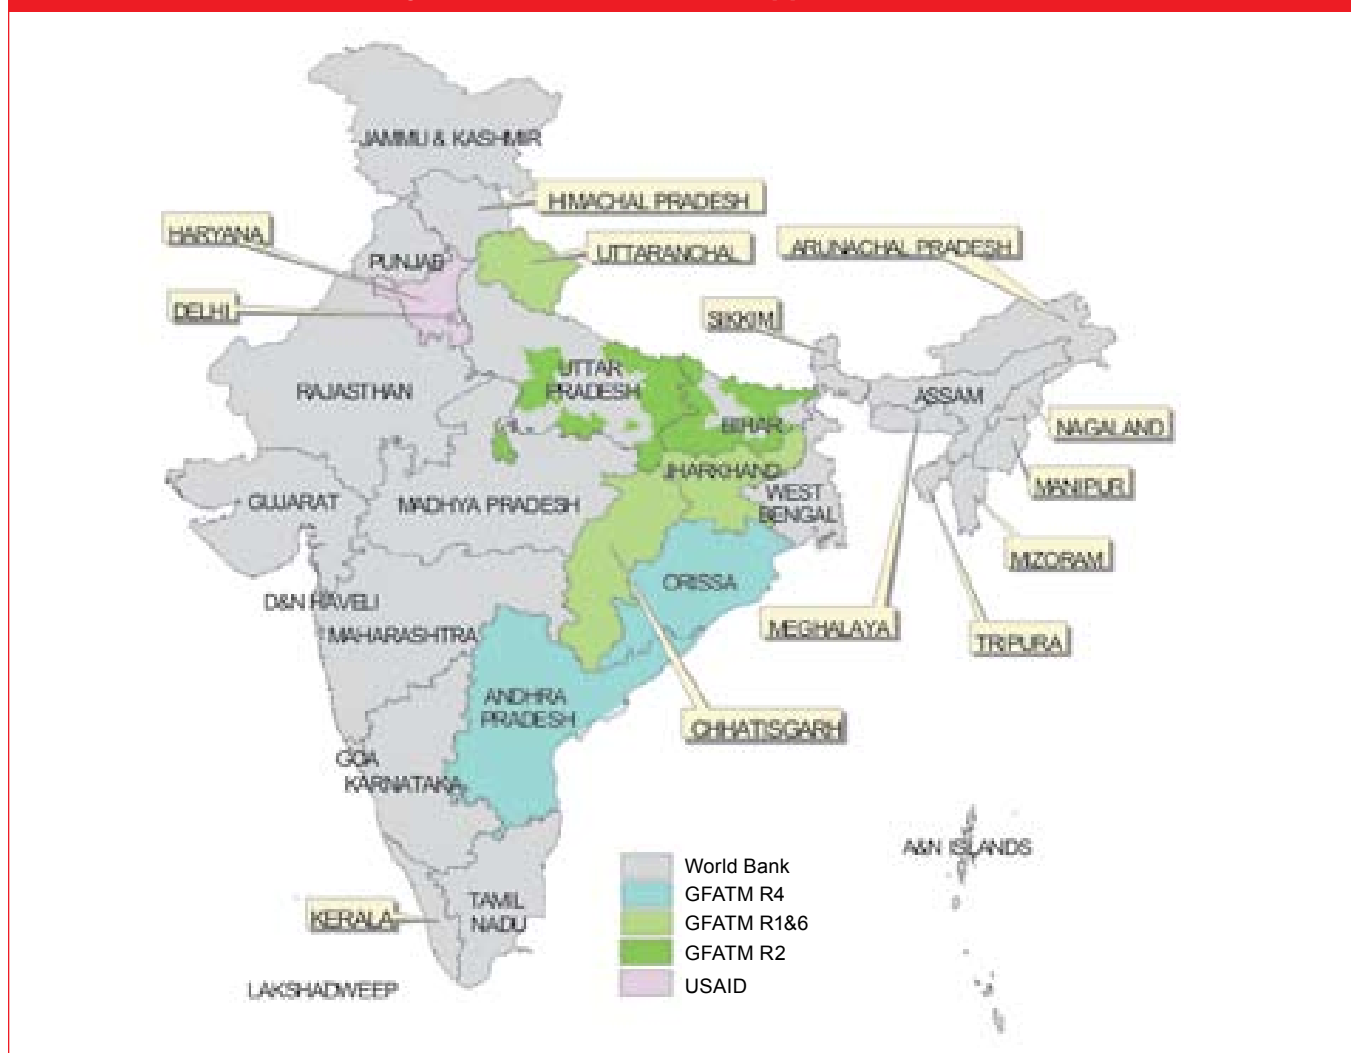 JAMMU & KASHMIR
HIMACHAL PRADESH
HARYANA
UTTARANCHAL
ARUNACHAL PRADESH
PUNJAB
DELHI
SIKKIM
UTTAR
PRADESH
RAJASTHAN
ASSAM
BIHAR
NAGALAND
JHARKHAND
MANIPUR
GUJARAT
MADHYA PRADESH
WEST
BENGAL
MIZORAM
ORISSA
D&N HAVELI
MEGHALAYA
TRIPURA
MAHARASHTRA
ANDHRA
PRADESH
CHHATISGARH
GOA
KARNATAKA
A&N ISLANDS
World Bank
GFATM R4
GFATM R1&6
GFATM R2
USAID
TAMIL
NADU
KERALA
LAKSHADWEEP